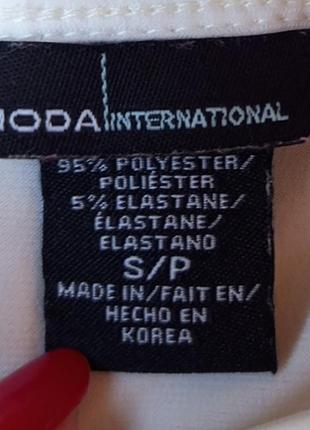 MODA INTERNATIONAL
95% POLYESTER/
POLIÉSTER
5% ELASTANE/
ÉLASTANE/
ELASTANO
S/P
MADE IN/FAIT EN/
HECHO EN
KOREA